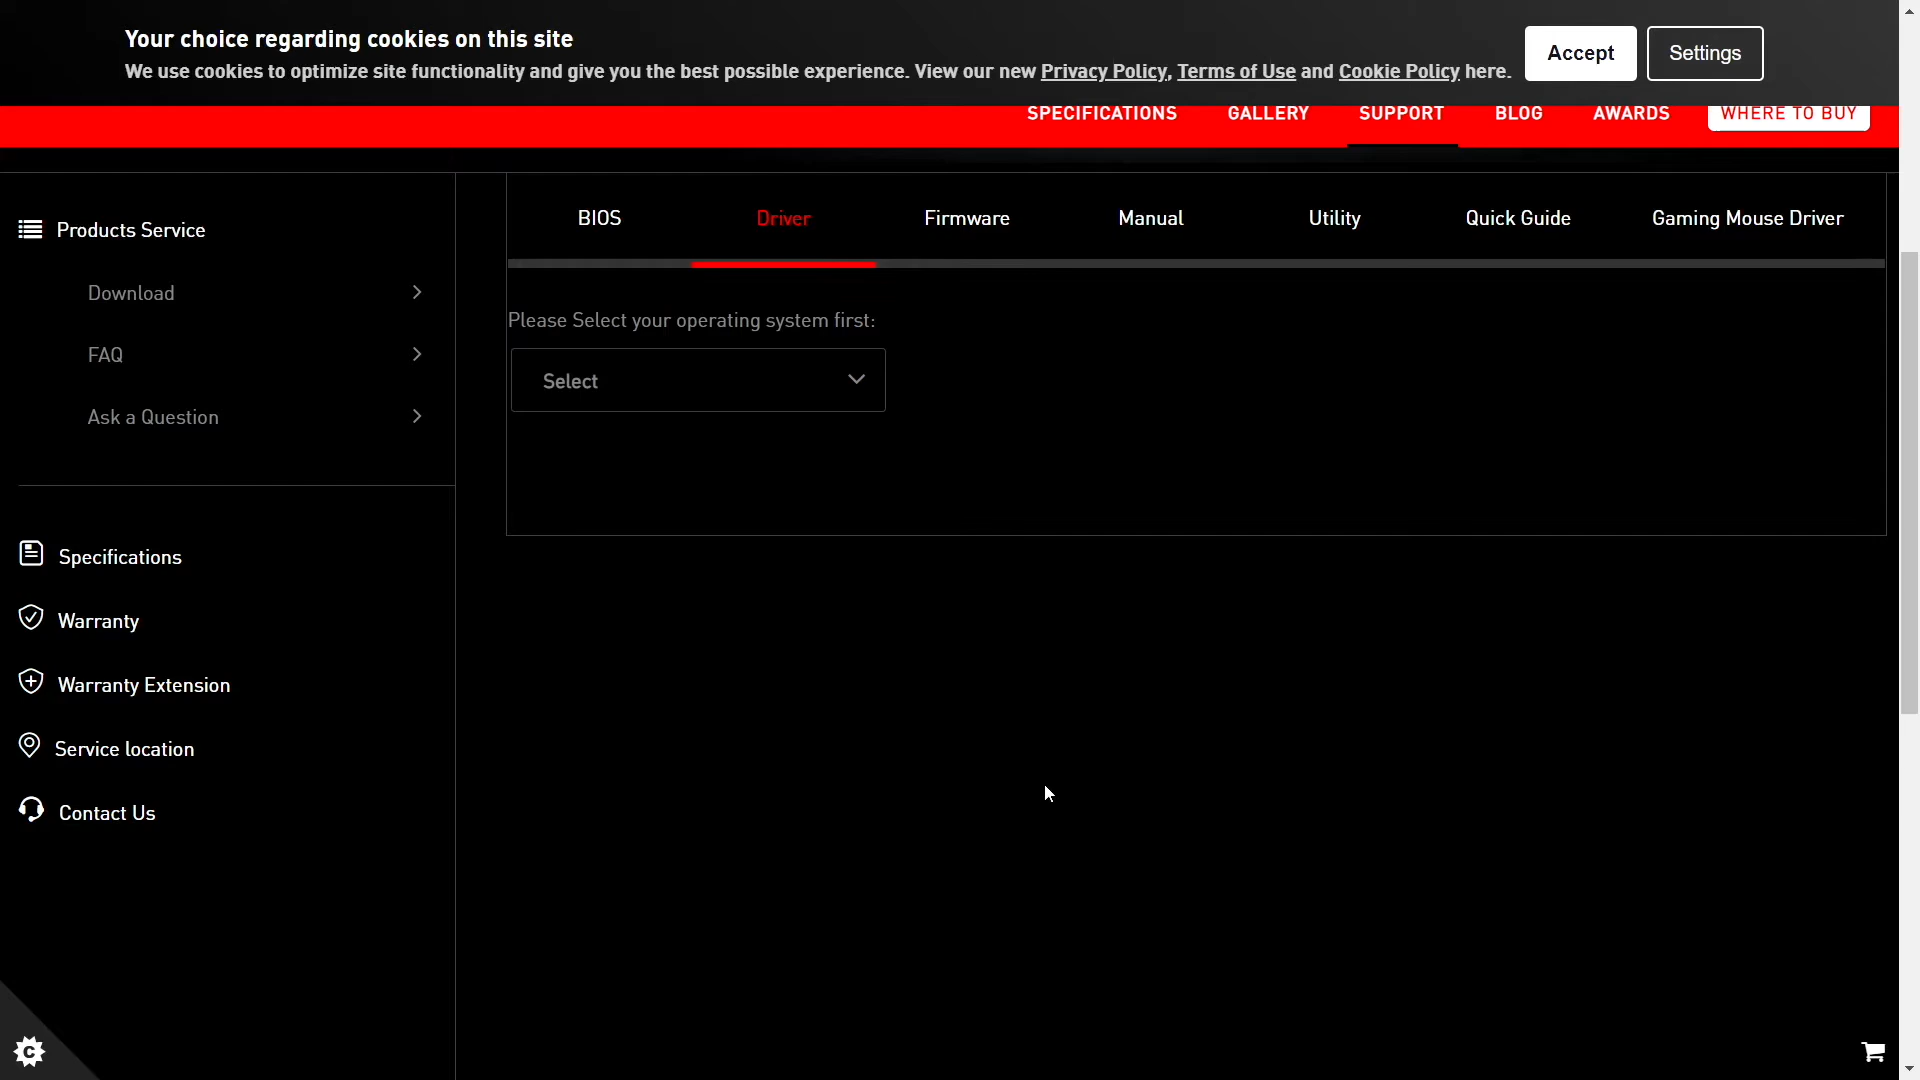 Your choice regarding cookies on this site
We use cookies to optimize site functionality and give you the best possible experience. View our new Privacy Policy, Terms of Use and Cookie Policy here.
Accept
Settings
SPECIFICATIONS
GALLERY
SUPPORT
BLOG
AWARDS
WHERE TO BUY
Products Service
Download
FAQ
Ask a Question
Specifications
Warranty
Warranty Extension
Service location
Contact Us
BIOS
Driver
Firmware
Manual
Utility
Quick Guide
Gaming Mouse Driver
Please Select your operating system first:
Select
C